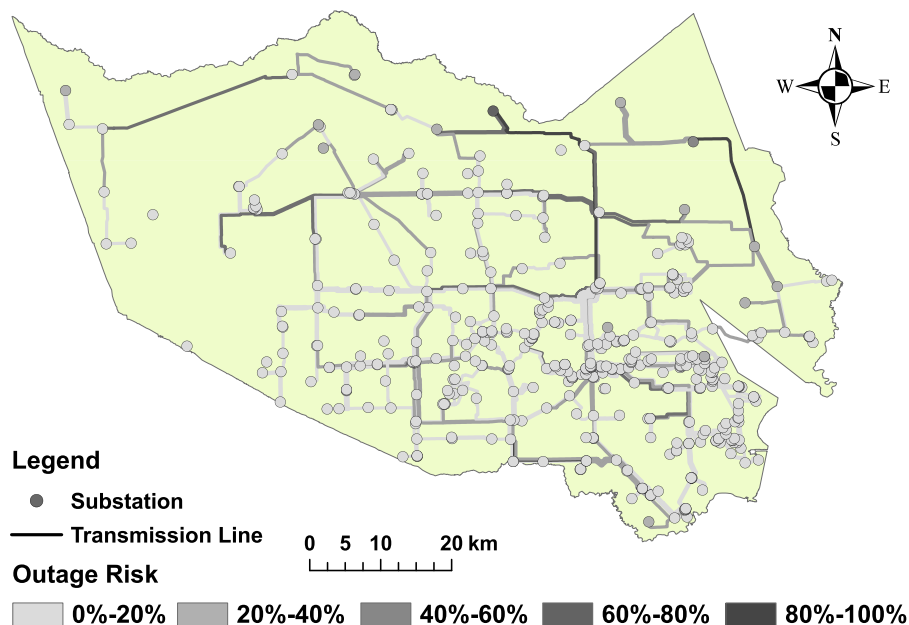 N
W E
S
Legend
Substation
Transmission Line
0 5 10 20 km
Outage Risk
0%-20% 20%-40% 40%-60% 60%-80% 80%-100%